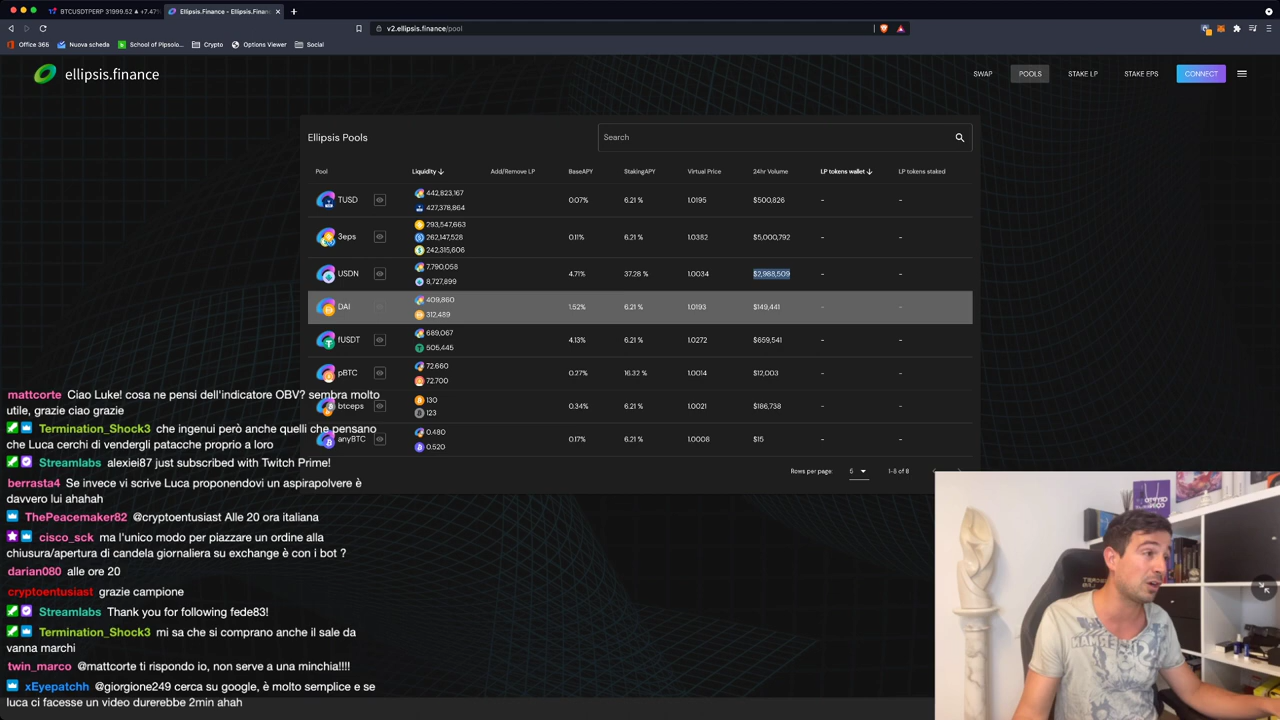 BTCUSDTPERP 31999.52 ▲ +7.47%
Ellipsis.Finance - Ellipsis.Finan
v2.ellipsis.finance/pool
Office 365
Nuova scheda
School of Pipsolo...
Crypto
Options Viewer
Social
ellipsis.finance
SWAP
POOLS
STAKE LP
STAKE EPS
CONNECT
Ellipsis Pools
Search
Pool Liquidity Add/Remove LP BaseAPY StakingAPY Virtual Price 24hr Volume LP tokens wallet LP tokens staked
442,823,167
TUSD 0.07% 6.21 % 1.0195 $500,826 - -
427,378,864
293,547,663
3eps 262,147,528 0.11% 6.21 % 1.0382 $5,000,792 - -
242,315,606
7,790,058
USDN 4.71% 37.28 % 1.0034 $2,988,509 - -
8,727,899
409,860
DAI 1.52% 6.21 % 1.0193 $149,441 - -
312,489
689,067
fUSDT 4.13% 6.21 % 1.0272 $659,541 - -
505,445
72.660
pBTC 0.27% 16.32 % 1.0014 $12,003 - -
72.700
130
btceps 0.34% 6.21 % 1.0021 $186,738 - -
123
0.480
anyBTC 0.17% 6.21 % 1.0008 $15 - -
0.520
Rows per page: 5 1-8 of 8
mattcorte Ciao Luke! cosa ne pensi dell'indicatore OBV? sembra molto
utile, grazie ciao grazie
Termination_Shock3 che ingenui però anche quelli che pensano
che Luca cerchi di vendergli patacche proprio a loro
Streamlabs alexiei87 just subscribed with Twitch Prime!
berrasta4 Se invece vi scrive Luca proponendovi un aspirapolvere è
davvero lui ahahah
ThePeacemaker82 @cryptoentusiast Alle 20 ora italiana
cisco_sck ma l'unico modo per piazzare un ordine alla
chiusura/apertura di candela giornaliera su exchange è con i bot ?
darian080 alle ore 20
cryptoentusiast grazie campione
Streamlabs Thank you for following fede83!
Termination_Shock3 mi sa che si comprano anche il sale da
vanna marchi
twin_marco @mattcorte ti rispondo io, non serve a una minchia!!!!
xEyepatchh @giorgione249 cerca su google, è molto semplice e se
luca ci facesse un video durerebbe 2min ahah